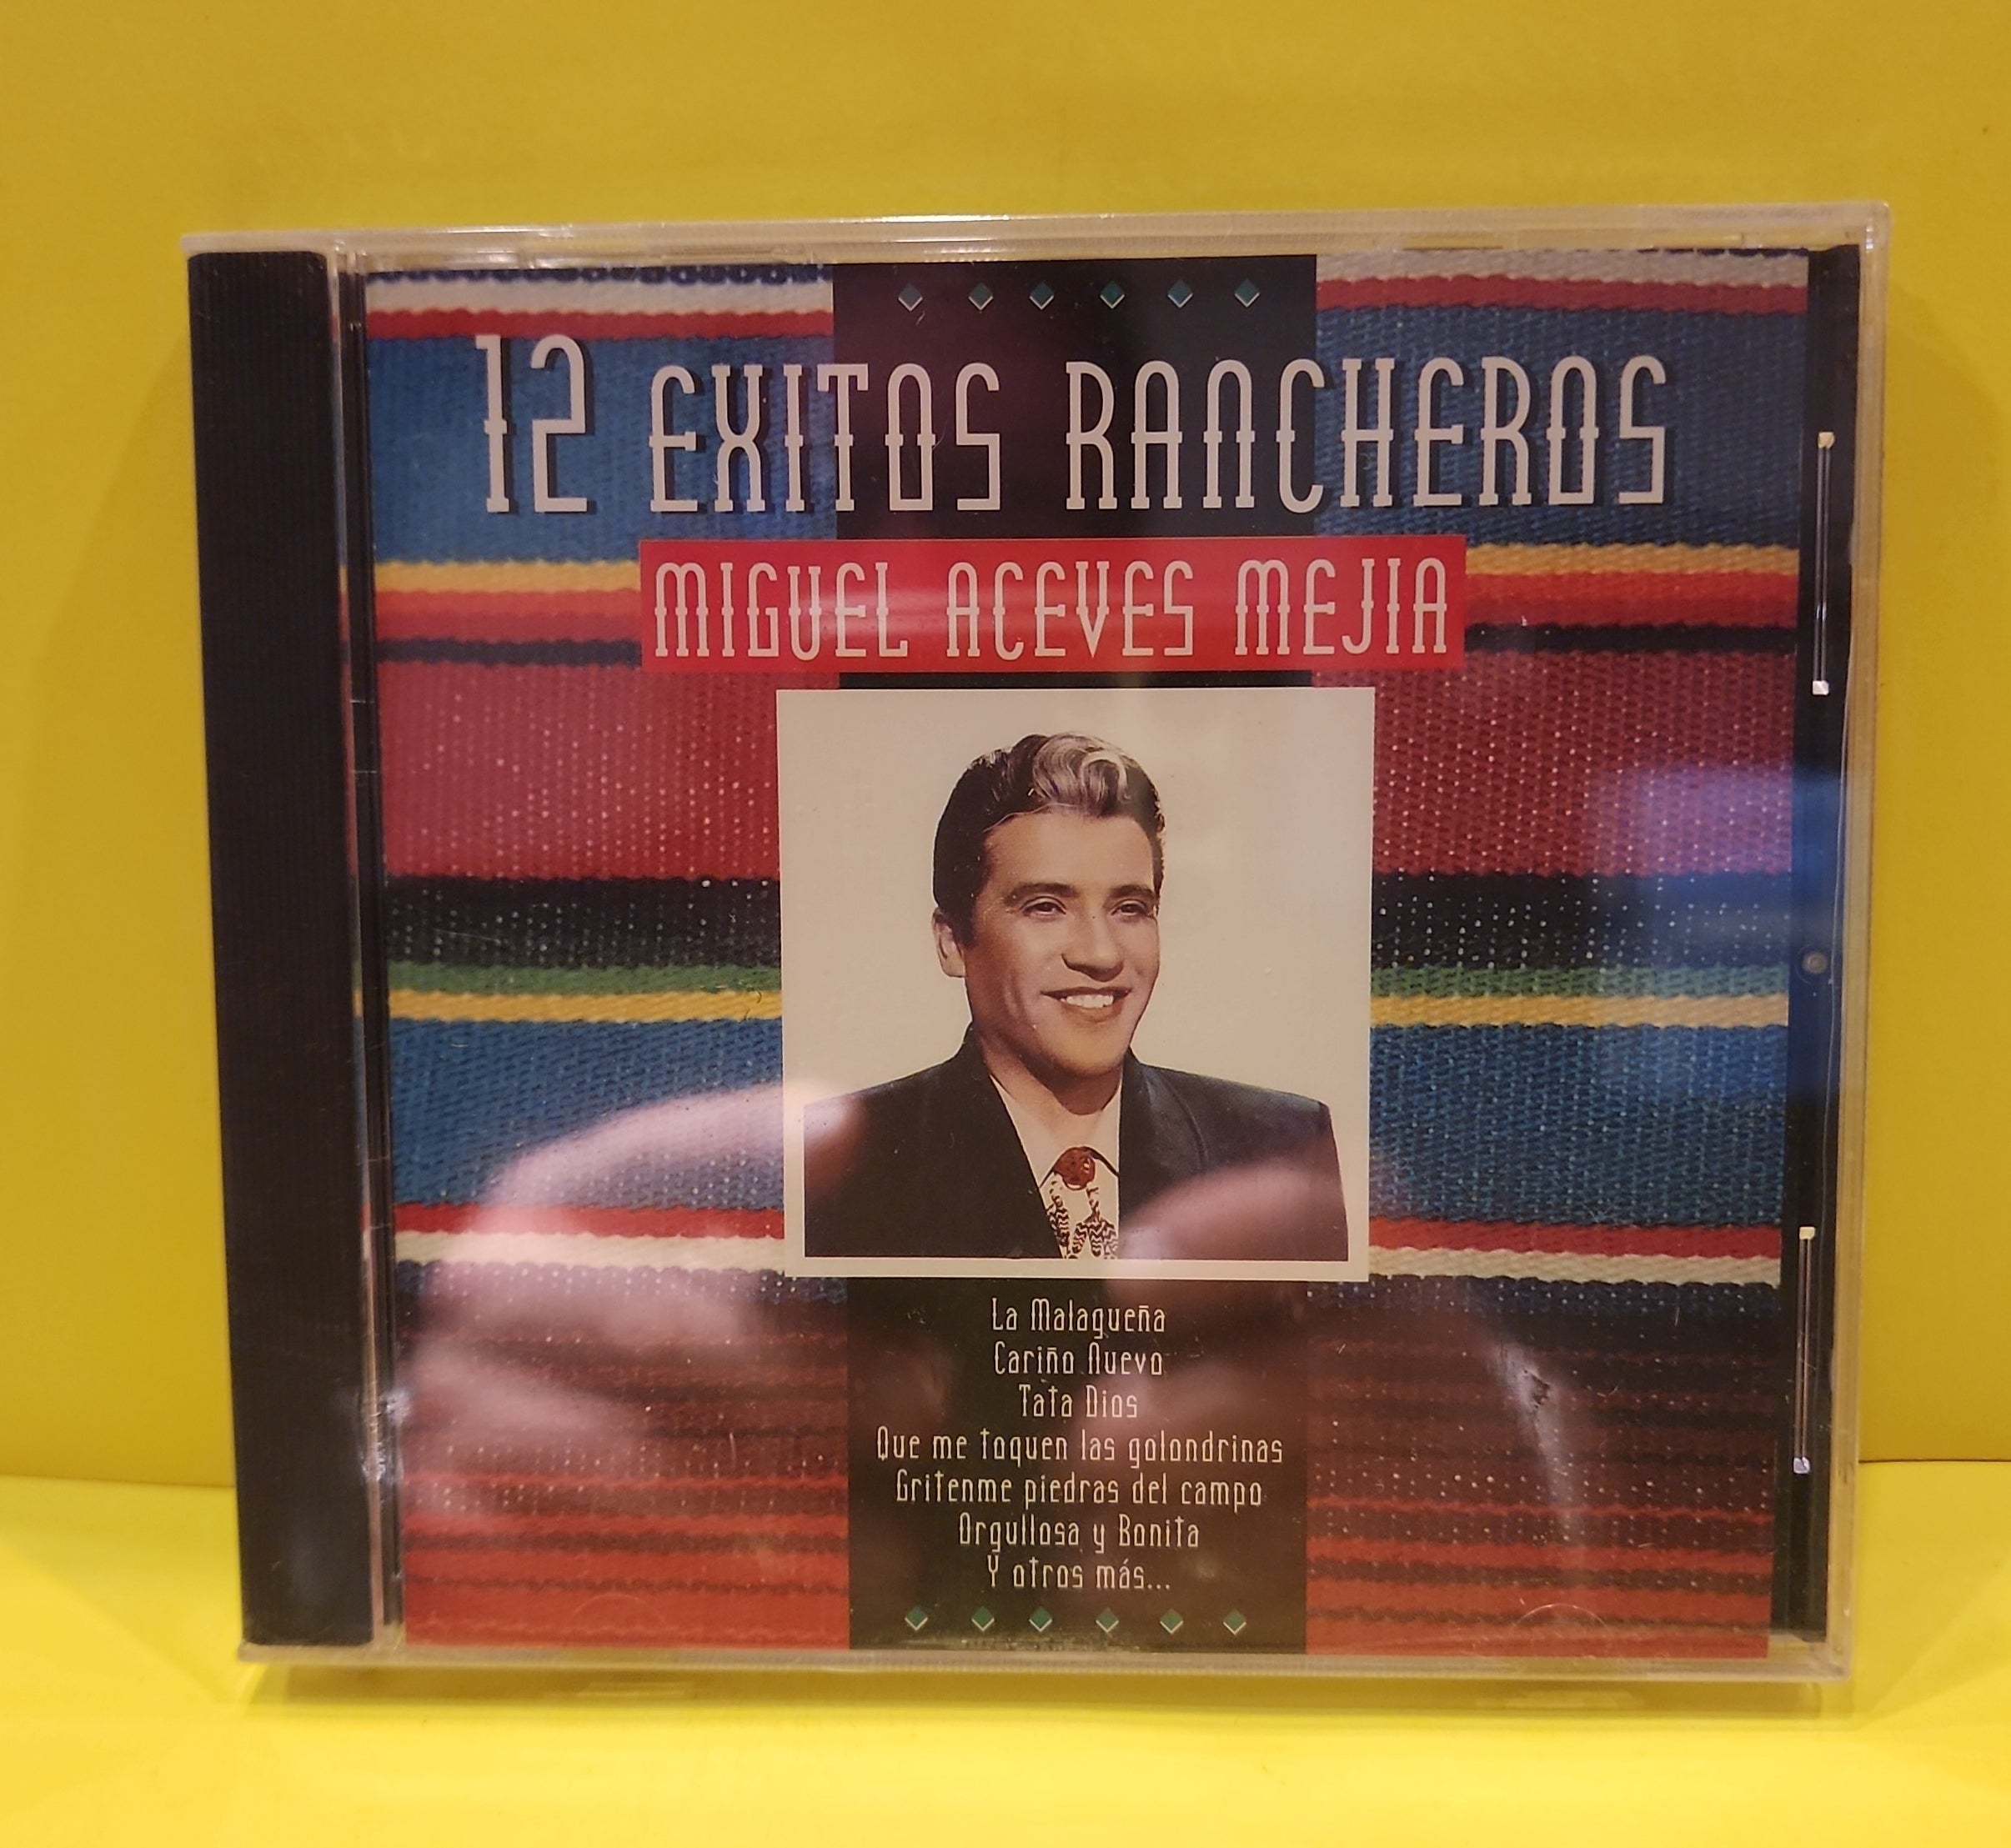 12 EXITOS RANCHEROS
MIGUEL ACEVES MEJIA
La Malagueña
Cariño Nuevo
Tata Dios
Que me toquen las golondrinas
Gritenme piedras del campo
Orgullosa y Bonita
Y otros más...